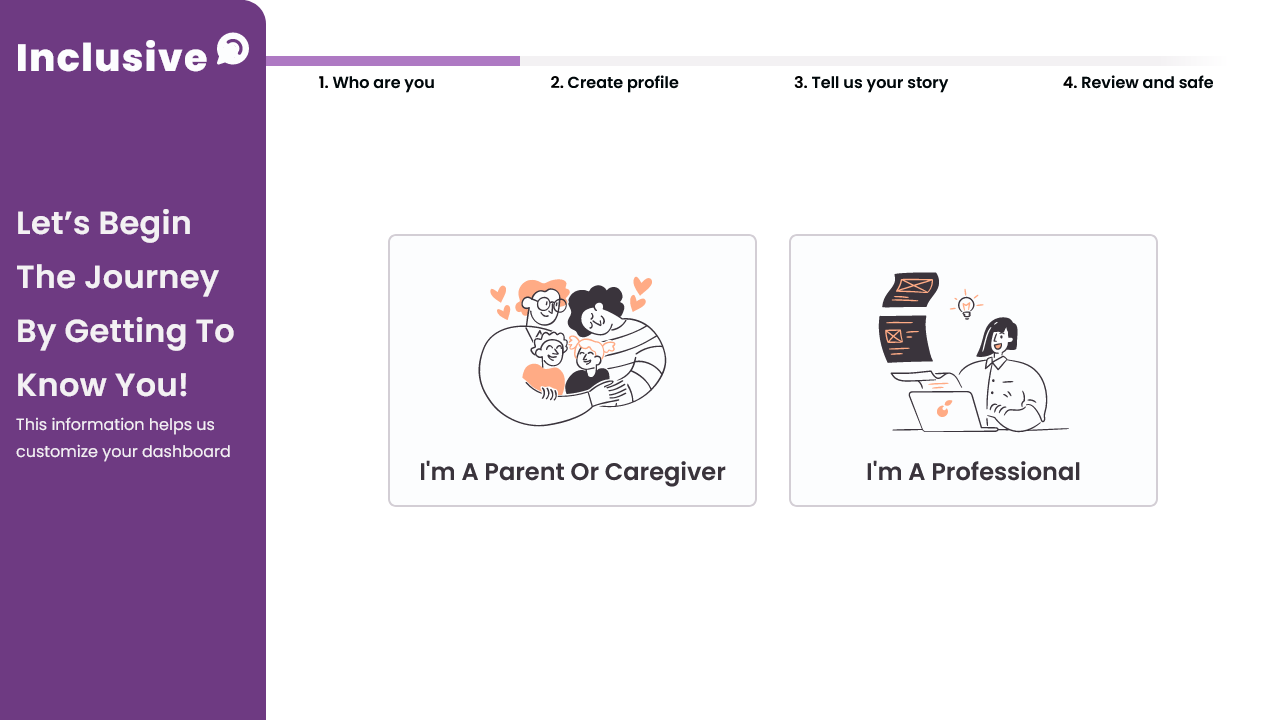 Inclusive
1. Who are you
2. Create profile
3. Tell us your story
4. Review and safe
Let’s Begin
The Journey
By Getting To
Know You!
This information helps us
customize your dashboard
I'm A Parent Or Caregiver
I'm A Professional